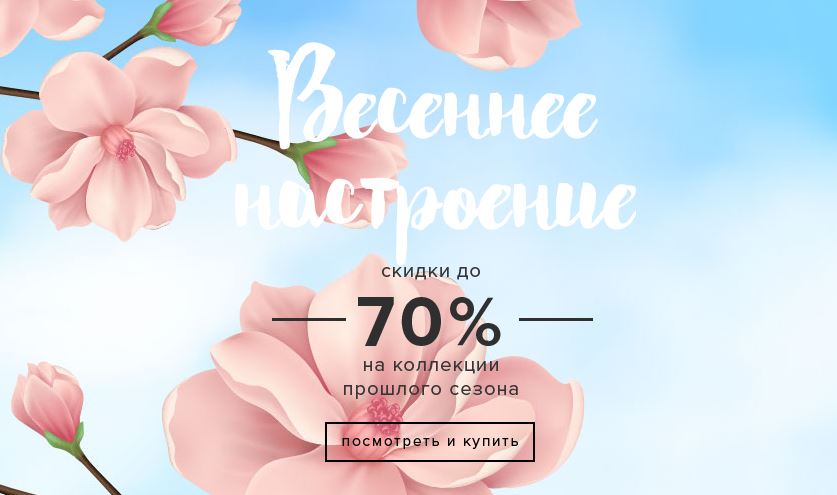 Весеннее
настроение
скидки до
70%
на коллекции
прошлого сезона
посмотреть и купить